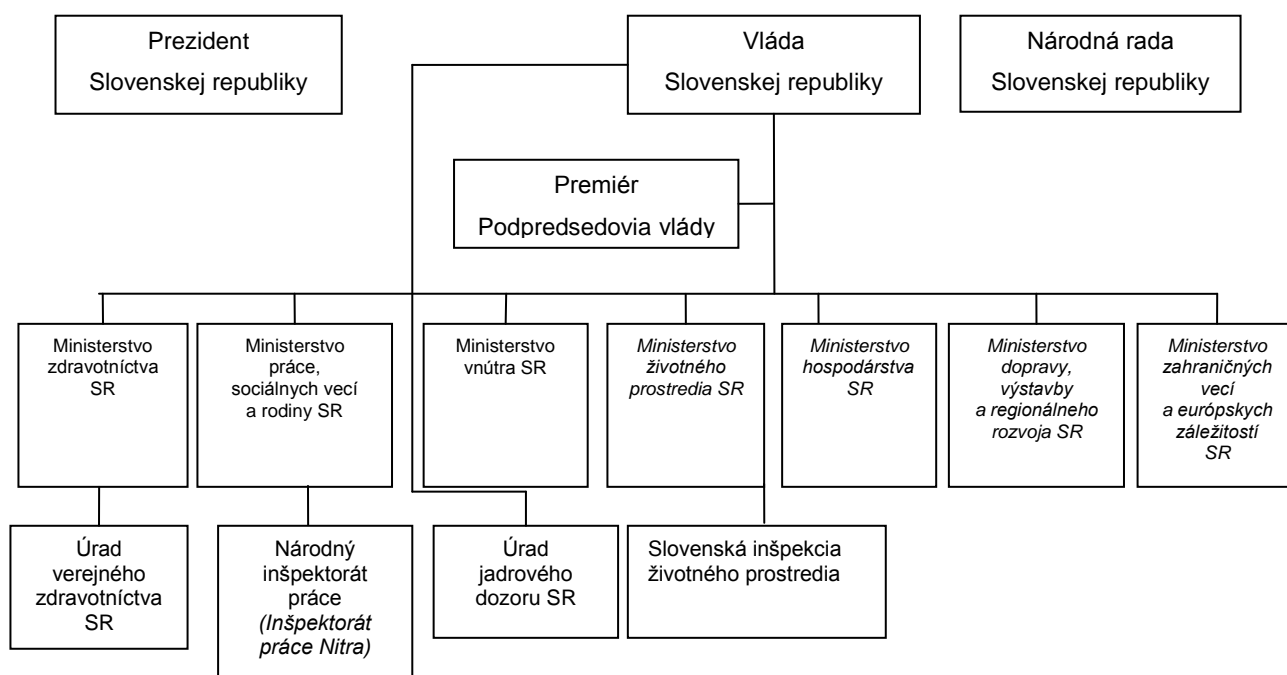 Prezident
Slovenskej republiky
Vláda
Slovenskej republiky
Národná rada
Slovenskej republiky
Premiér
Podpredsedovia vlády
Ministerstvo
zdravotníctva
SR
Ministerstvo
práce,
sociálnych vecí
a rodiny SR
Ministerstvo
vnútra SR
Ministerstvo
životného
prostredia SR
Ministerstvo
hospodárstva
SR
Ministerstvo
dopravy,
výstavby
a regionálneho
rozvoja SR
Ministerstvo
zahraničných
vecí
a európskych
záležitostí
SR
Úrad
verejného
zdravotníctva
SR
Národný
inšpektorát
práce
(Inšpektorát
práce Nitra)
Úrad
jadrového
dozoru SR
Slovenská inšpekcia
životného prostredia